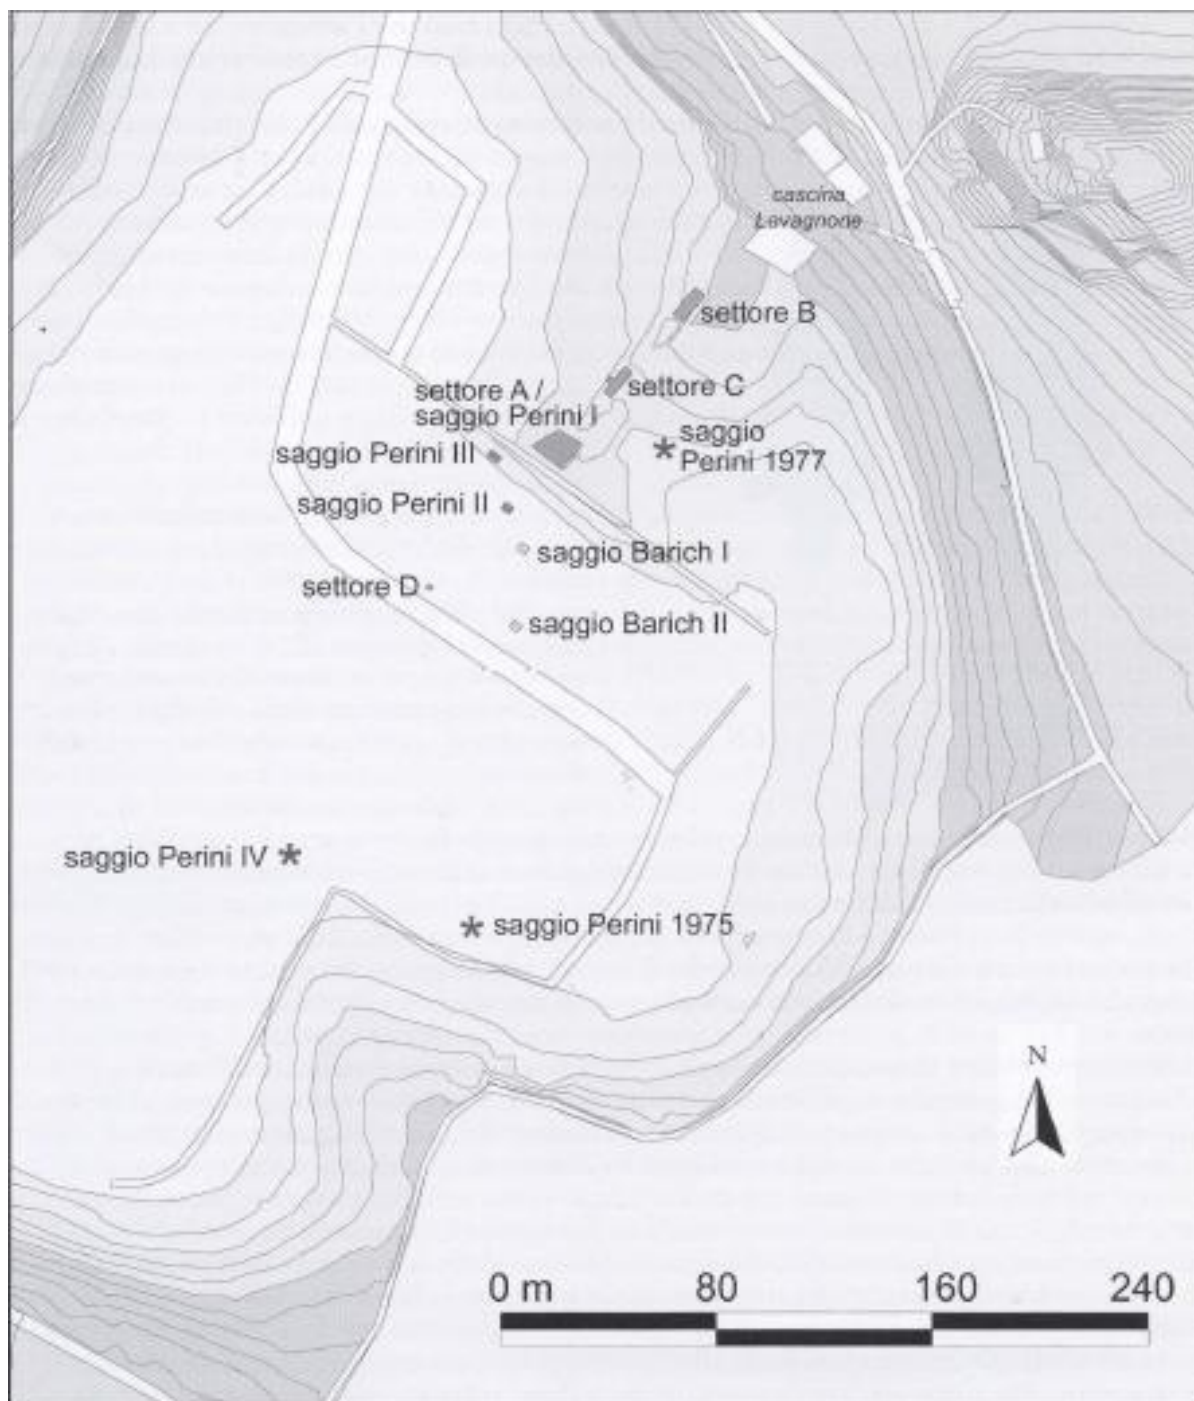 cascina
Lavagnone
settore B
settore C
settore A /
saggio Perini I
saggio
Perini 1977
saggio Perini III
saggio Perini II
saggio Barich I
settore D
saggio Barich II
saggio Perini IV
saggio Perini 1975
N
0 m 80 160 240